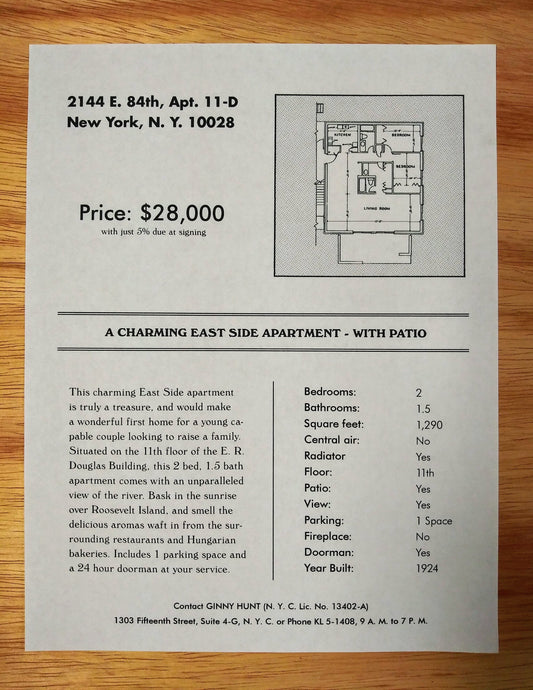 2144 E. 84th, Apt. 11-D
New York, N. Y. 10028
Price: $28,000
with just 5% due at signing
KITCHEN
BEDROOM
BEDROOM
LIVING ROOM
A CHARMING EAST SIDE APARTMENT - WITH PATIO
This charming East Side apartment
is truly a treasure, and would make
a wonderful first home for a young ca-
pable couple looking to raise a family.
Situated on the 11th floor of the E. R.
Douglas Building, this 2 bed, 1.5 bath
apartment comes with an unparalleled
view of the river. Bask in the sunrise
over Roosevelt Island, and smell the
delicious aromas waft in from the sur-
rounding restaurants and Hungarian
bakeries. Includes 1 parking space and
a 24 hour doorman at your service.
Bedrooms: 2
Bathrooms: 1.5
Square feet: 1,290
Central air: No
Radiator Yes
Floor: 11th
Patio: Yes
View: Yes
Parking: 1 Space
Fireplace: No
Doorman: Yes
Year Built: 1924
Contact GINNY HUNT (N. Y. C. Lic. No. 13402-A)
1303 Fifteenth Street, Suite 4-G, N. Y. C. or Phone KL 5-1408, 9 A. M. to 7 P. M.